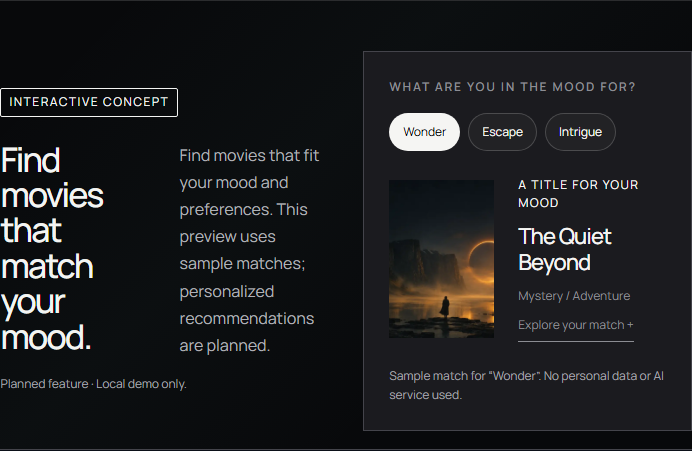 INTERACTIVE CONCEPT
Find
movies
that
match
your
mood.
Find movies that fit
your mood and
preferences. This
preview uses
sample matches;
personalized
recommendations
are planned.
Planned feature · Local demo only.
WHAT ARE YOU IN THE MOOD FOR?
Wonder
Escape
Intrigue
A TITLE FOR YOUR
MOOD
The Quiet
Beyond
Mystery / Adventure
Explore your match +
Sample match for “Wonder”. No personal data or AI
service used.